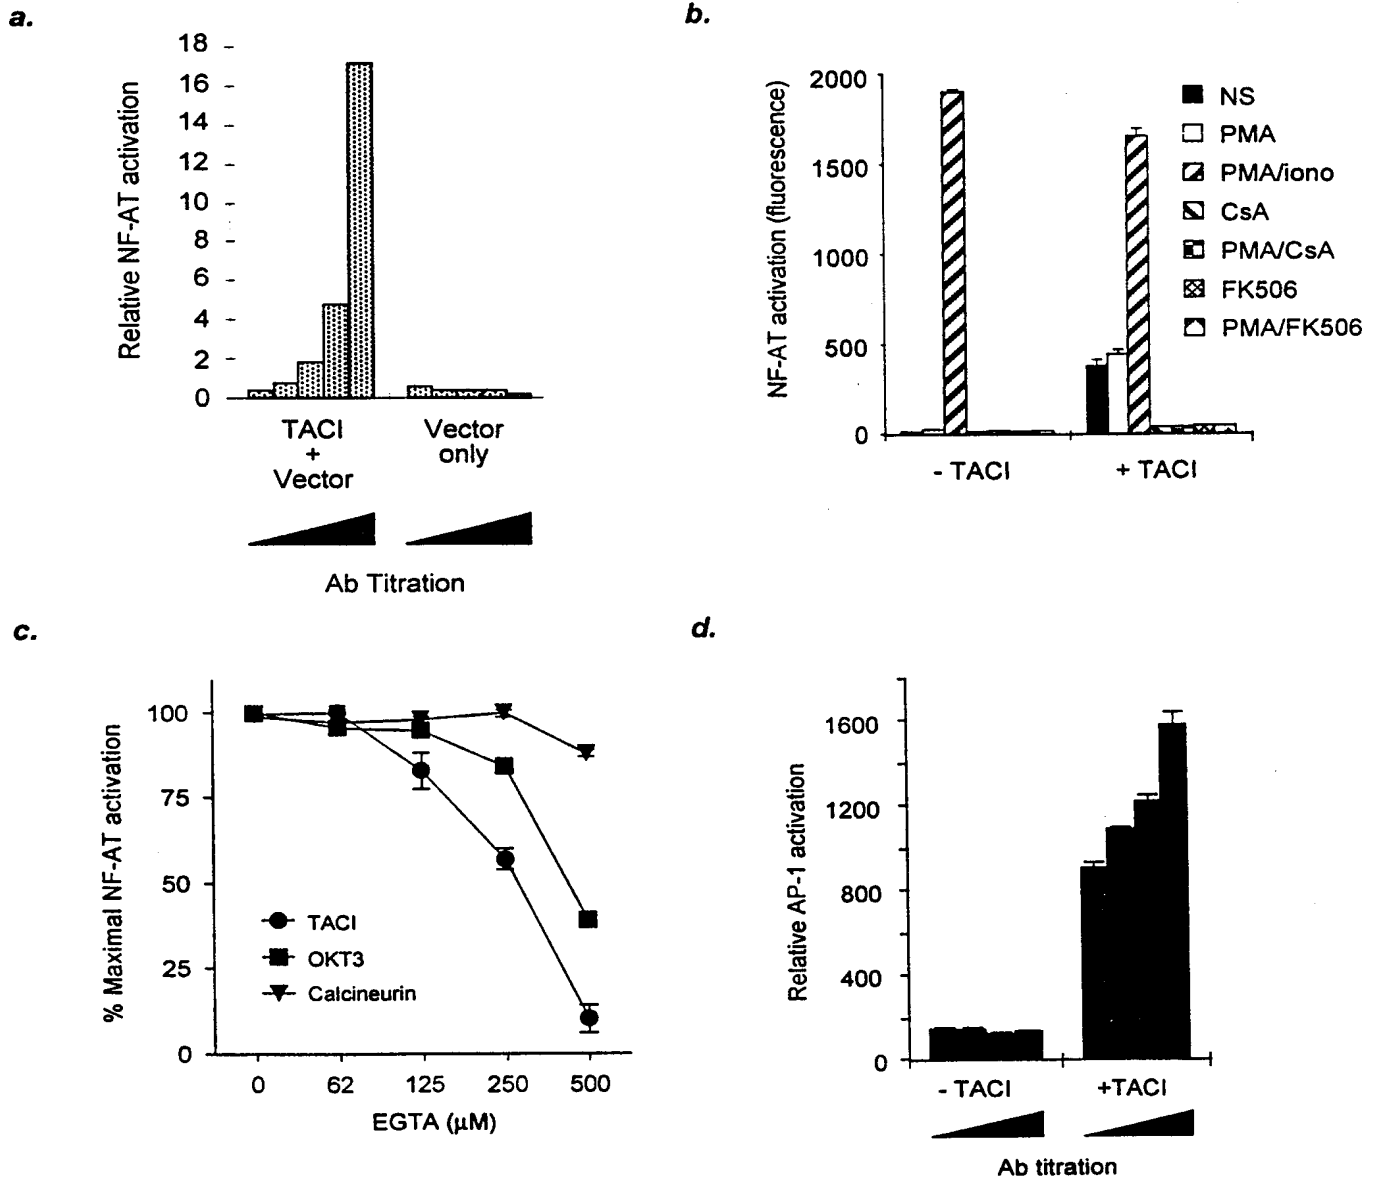 a.
Relative NF-AT activation
18
16
14
12
10
8
6
4
2
0
TACI
+
Vector
Vector
only
Ab Titration
b.
NF-AT activation (fluorescence)
2000
1500
1000
500
0
- TACI
+ TACI
NS
PMA
PMA/iono
CsA
PMA/CsA
FK506
PMA/FK506
c.
% Maximal NF-AT activation
100
75
50
25
0
TACI
OKT3
Calcineurin
0 62 125 250 500
EGTA (μM)
d.
Relative AP-1 activation
1600
1200
800
400
0
- TACI
+TACI
Ab titration